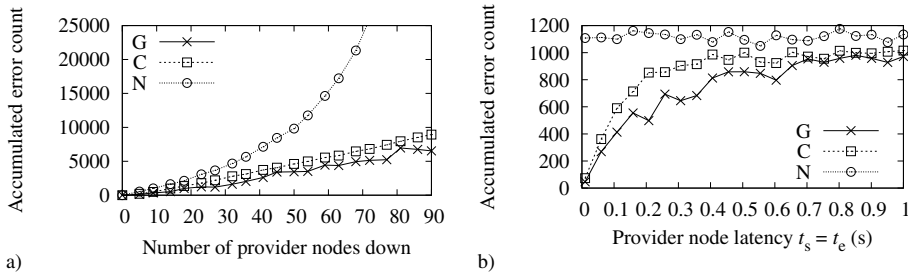 a)
Accumulated error count
25000
20000
15000
10000
5000
0
G
C
N
0 10 20 30 40 50 60 70 80 90
Number of provider nodes down
b)
Accumulated error count
1200
1000
800
600
400
200
0
G
C
N
0 0.1 0.2 0.3 0.4 0.5 0.6 0.7 0.8 0.9 1
Provider node latency ts = te (s)